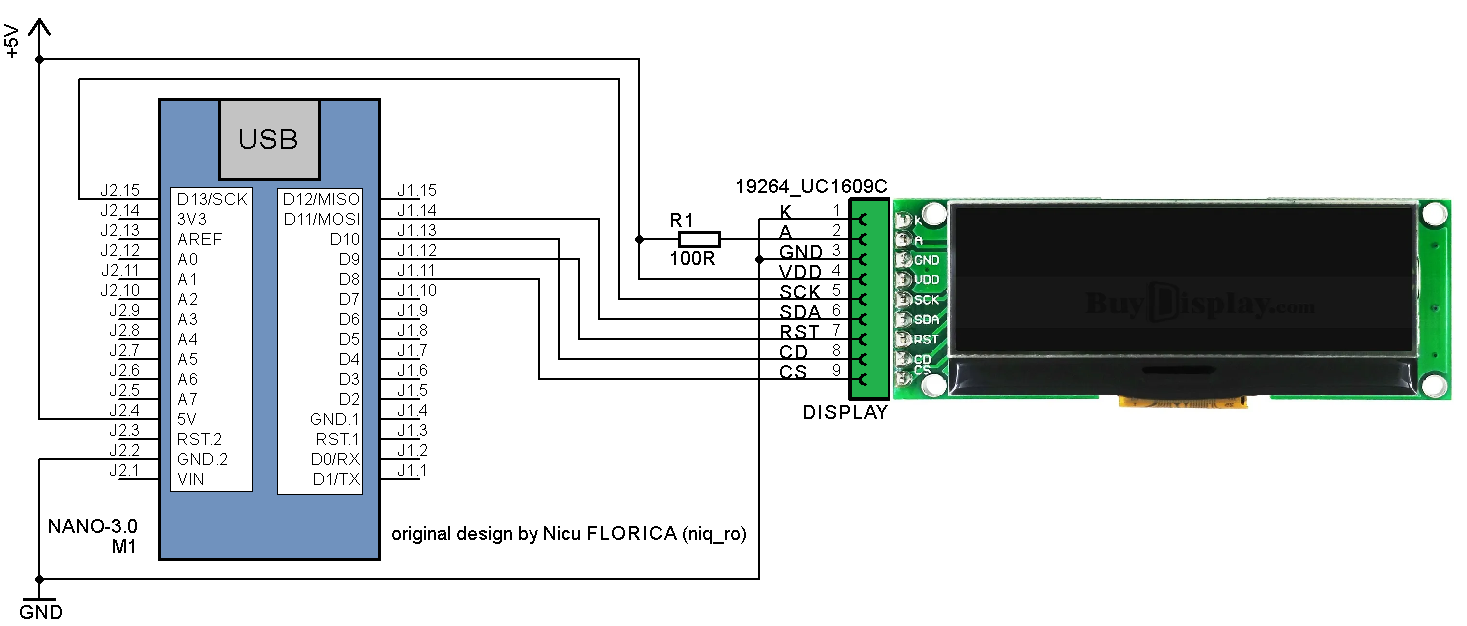 +5V
USB
J2.15 D13/SCK
J2.14 3V3
J2.13 AREF
J2.12 A0
J2.11 A1
J2.10 A2
J2.9 A3
J2.8 A4
J2.7 A5
J2.6 A6
J2.5 A7
J2.4 5V
J2.3 RST.2
J2.2 GND.2
J2.1 VIN
D12/MISO J1.15
D11/MOSI J1.14
D10 J1.13
D9 J1.12
D8 J1.11
D7 J1.10
D6 J1.9
D5 J1.8
D4 J1.7
D3 J1.6
D2 J1.5
GND.1 J1.4
RST.1 J1.3
D0/RX J1.2
D1/TX J1.1
NANO-3.0
M1
original design by Nicu FLORICA (niq_ro)
GND
R1
100R
19264_UC1609C
K 1
A 2
GND 3
VDD 4
SCK 5
SDA 6
RST 7
CD 8
CS 9
DISPLAY
K
A
GND
VDD
SCK
SDA
RST
CD
CS
BuyDisplay.com